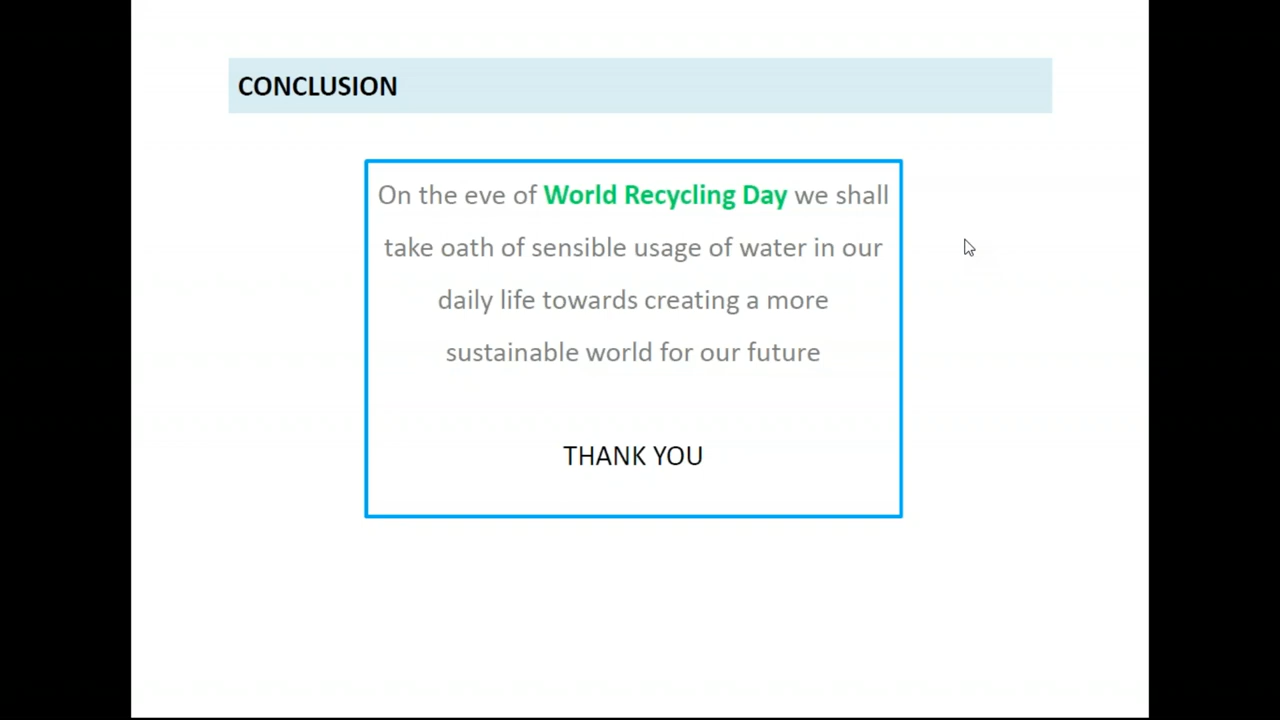 CONCLUSION
On the eve of World Recycling Day we shall
take oath of sensible usage of water in our
daily life towards creating a more
sustainable world for our future
THANK YOU